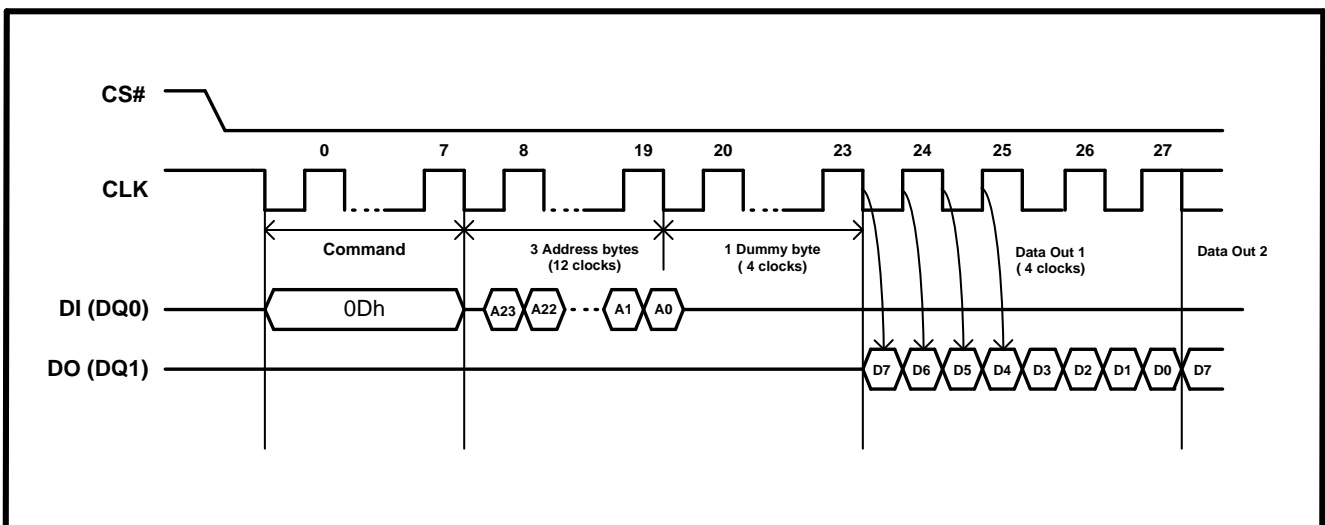 CS#
0 7 8 19 20 23 24 25 26 27
CLK
Command
3 Address bytes
(12 clocks)
1 Dummy byte
( 4 clocks)
Data Out 1
( 4 clocks)
Data Out 2
DI (DQ0)
0Dh
A23 A22 A1 A0
DO (DQ1)
D7 D6 D5 D4 D3 D2 D1 D0 D7